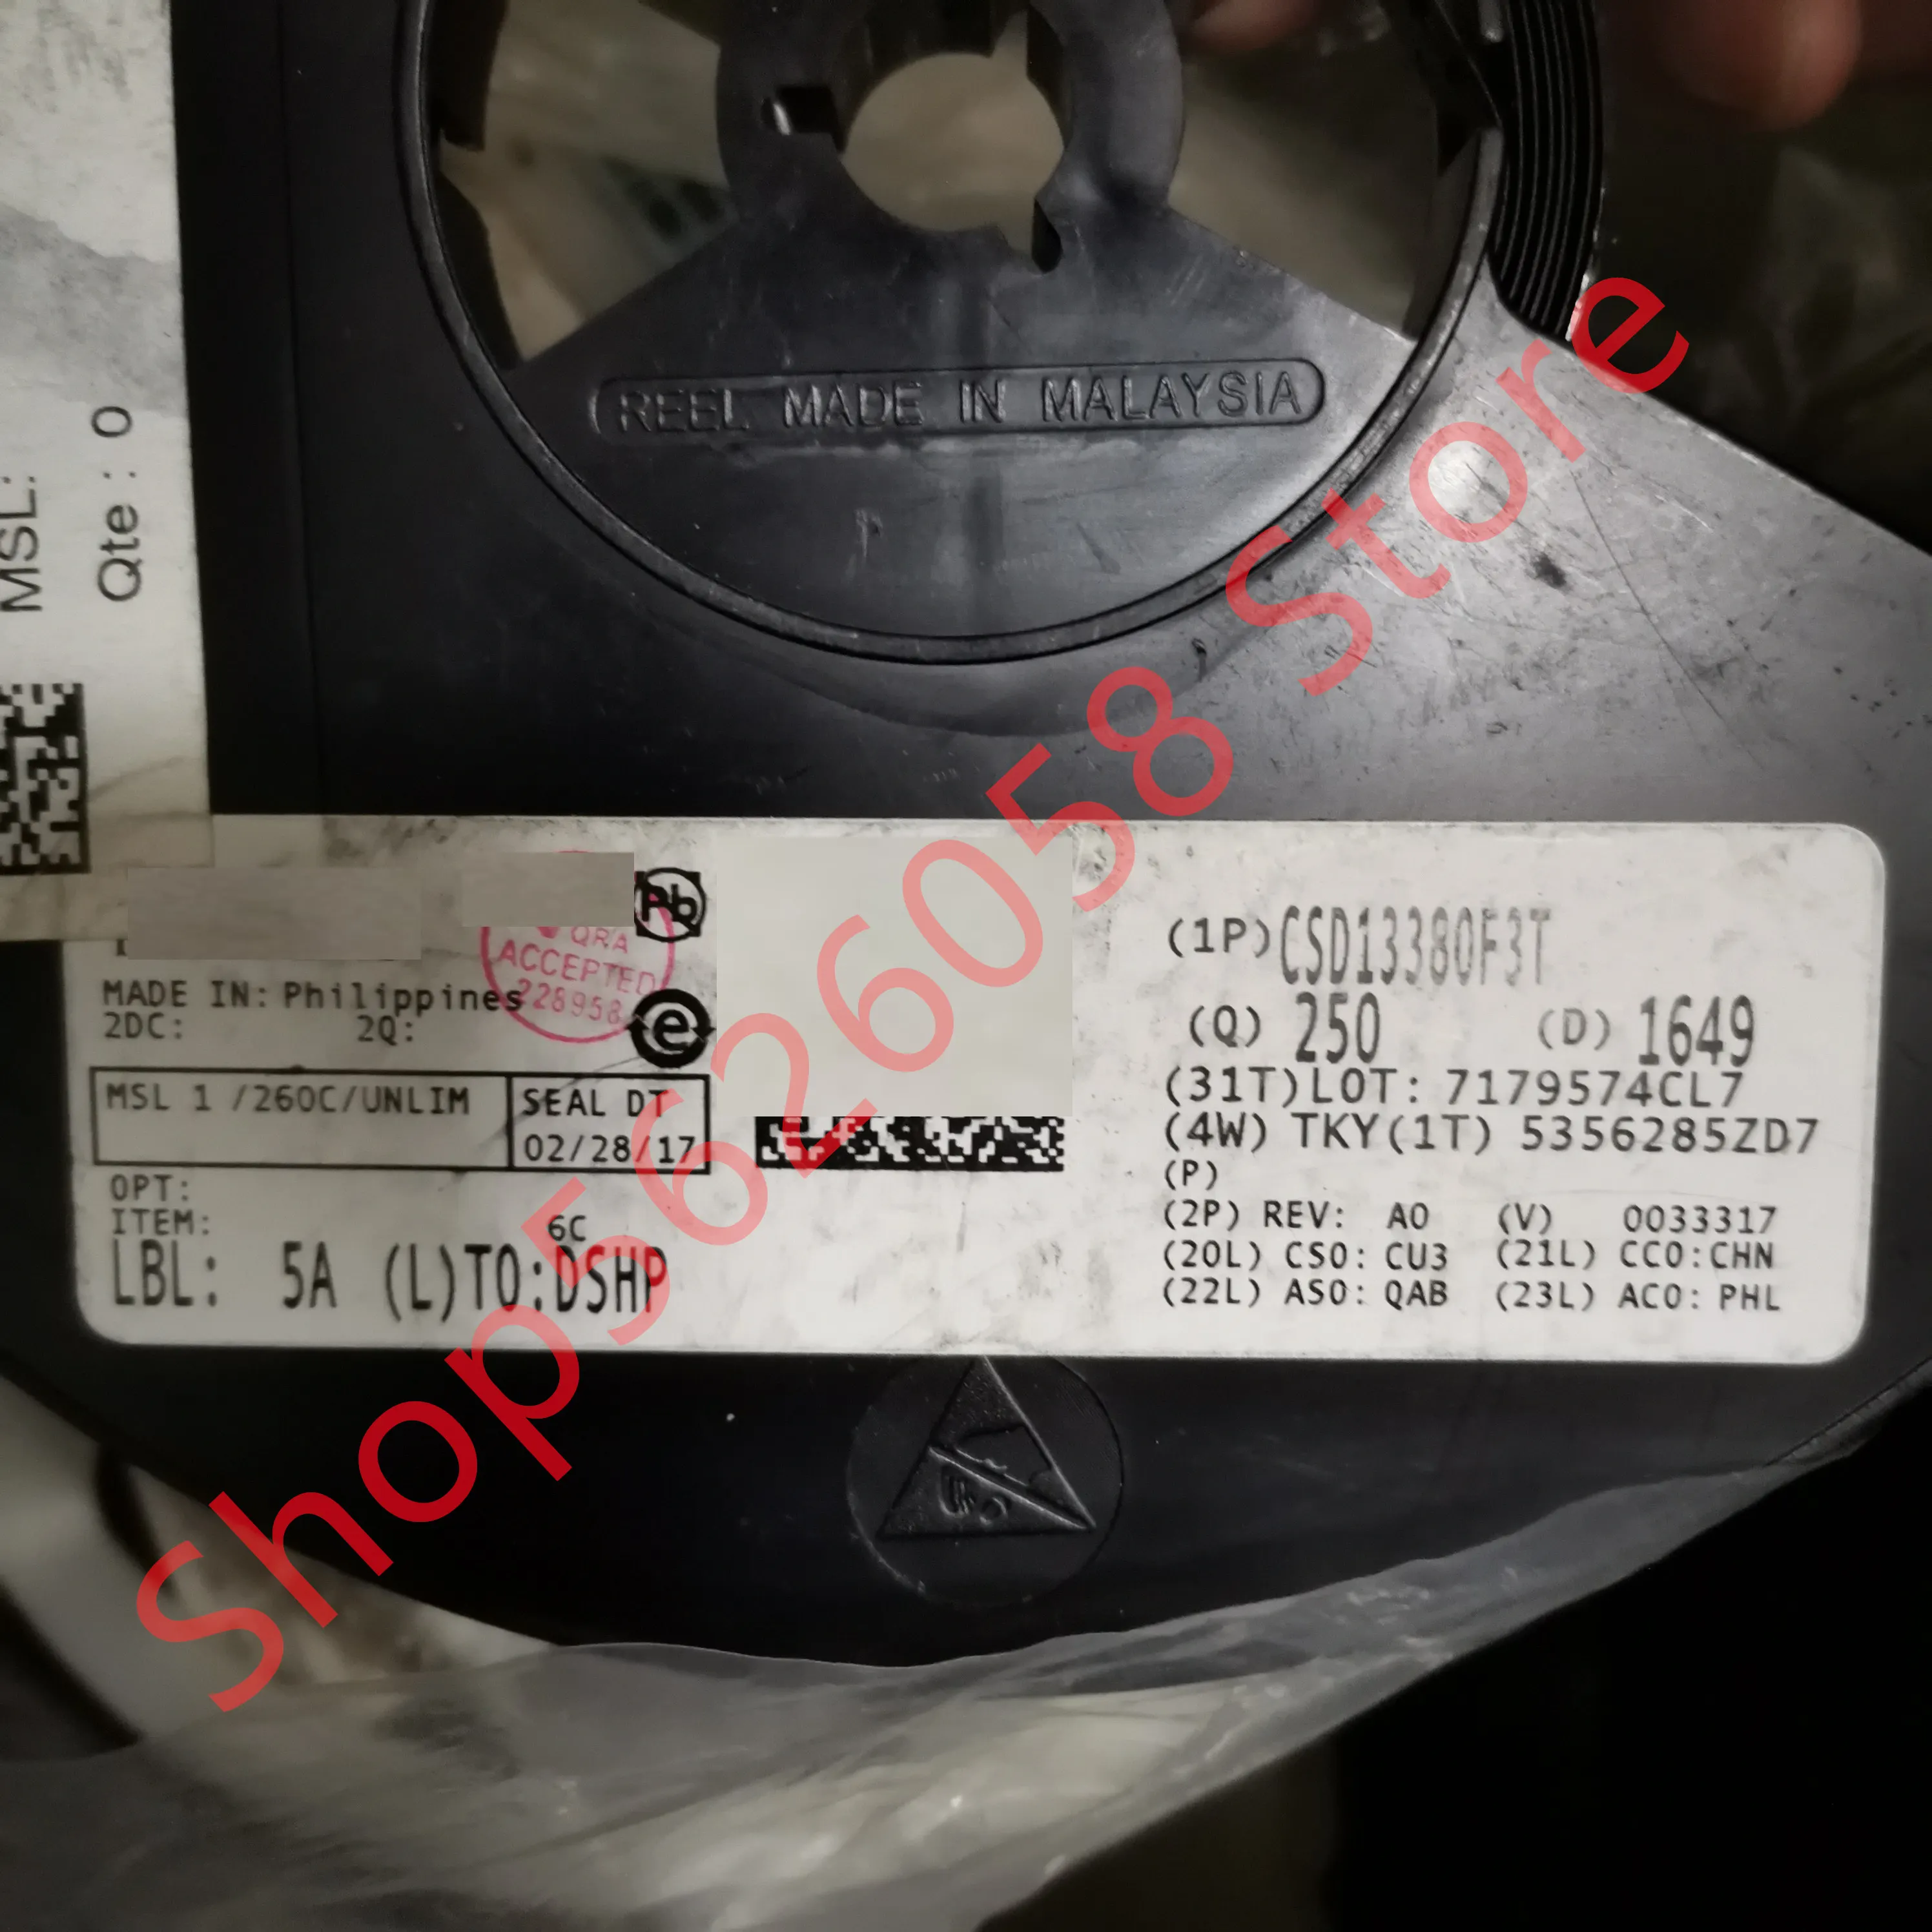 REEL MADE IN MALAYSIA
MSL:
Qte : 0
Pb
QRA
ACCEPTED
228958
MADE IN: Philippines
2DC: 2Q:
e
MSL 1 /260C/UNLIM
SEAL DT
02/28/17
OPT:
ITEM:
6C
LBL: 5A (L)TO:DSHP
(1P)CSD13380F3T
(Q) 250 (D) 1649
(31T)LOT: 7179574CL7
(4W) TKY(1T) 5356285ZD7
(P)
(2P) REV: A0 (V) 0033317
(20L) CSO: CU3 (21L) CCO:CHN
(22L) ASO: QAB (23L) ACO: PHL
Shop5626058 Store